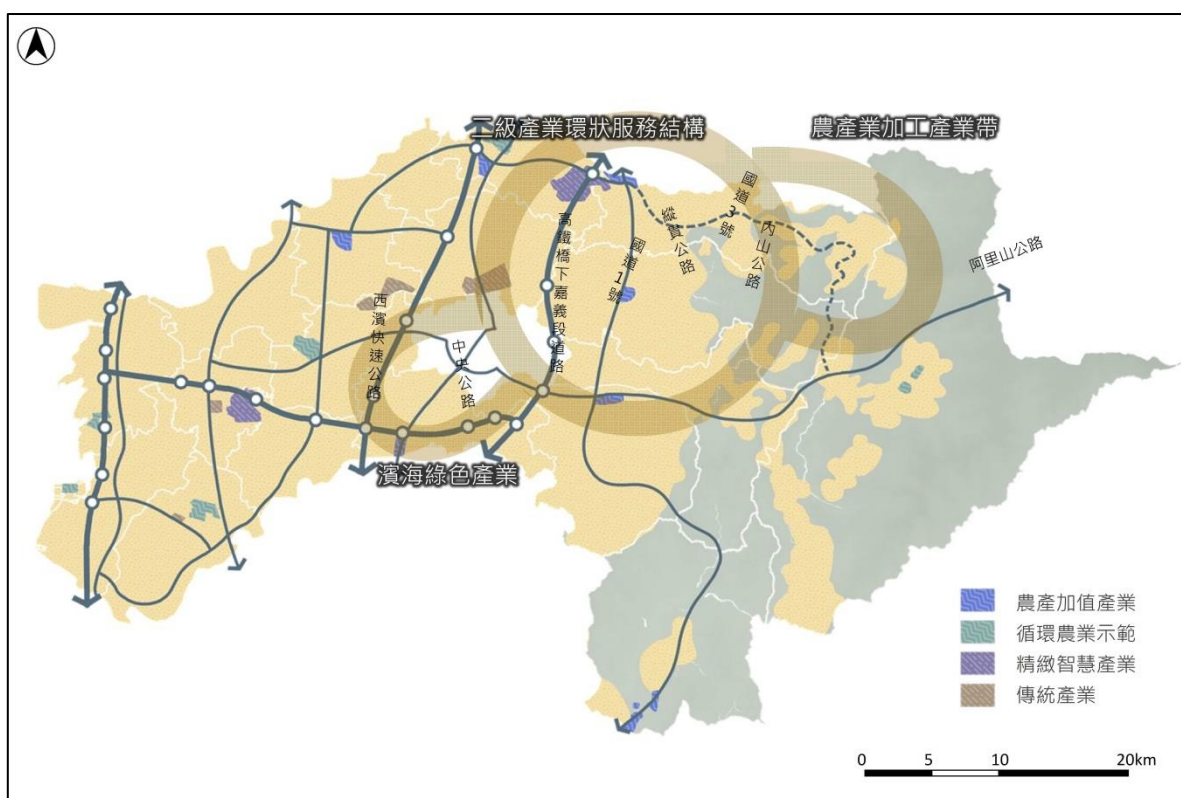 二級產業環狀服務結構
農產業加工產業帶
國道3號
縱貫公路
內山公路
高鐵橋下嘉義段道路
國道1號
阿里山公路
西濱快速公路
中央公路
濱海綠色產業
農產加值產業
循環農業示範
精緻智慧產業
傳統產業
0 5 10 20km